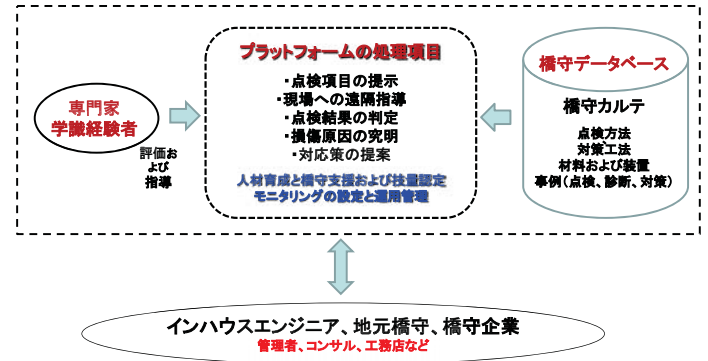 専門家
学識経験者
評価お
よび
指導
プラットフォームの処理項目
・点検項目の提示
・現場への遠隔指導
・点検結果の判定
・損傷原因の究明
・対応策の提案
人材育成と橋守支援および技量認定
モニタリングの設定と運用管理
橋守データベース
橋守カルテ
点検方法
対策工法
材料および装置
事例(点検、診断、対策)
インハウスエンジニア、地元橋守、橋守企業
管理者、コンサル、工務店など